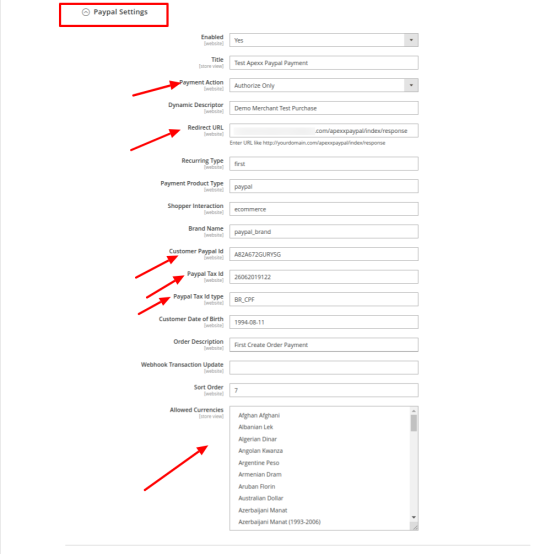 Paypal Settings
Enabled
[website]
Yes
Title
[store view]
Test Apexx Paypal Payment
Payment Action
[website]
Authorize Only
Dynamic Descriptor
[website]
Demo Merchant Test Purchase
Redirect URL
[website]
.com/apexxpaypal/index/response
Enter URL like http://yourdomain.com/apexxpaypal/index/response
Recurring Type
[website]
first
Payment Product Type
[website]
paypal
Shopper Interaction
[website]
ecommerce
Brand Name
[website]
paypal_brand
Customer Paypal Id
[website]
A82A672GURY5G
Paypal Tax Id
[website]
26062019122
Paypal Tax Id type
[website]
BR_CPF
Customer Date of Birth
[website]
1994-08-11
Order Description
[website]
First Create Order Payment
Webhook Transaction Update
[website]
Sort Order
[website]
7
Allowed Currencies
[store view]
Afghan Afghani
Albanian Lek
Algerian Dinar
Angolan Kwanza
Argentine Peso
Armenian Dram
Aruban Florin
Australian Dollar
Azerbaijani Manat
Azerbaijani Manat (1993-2006)